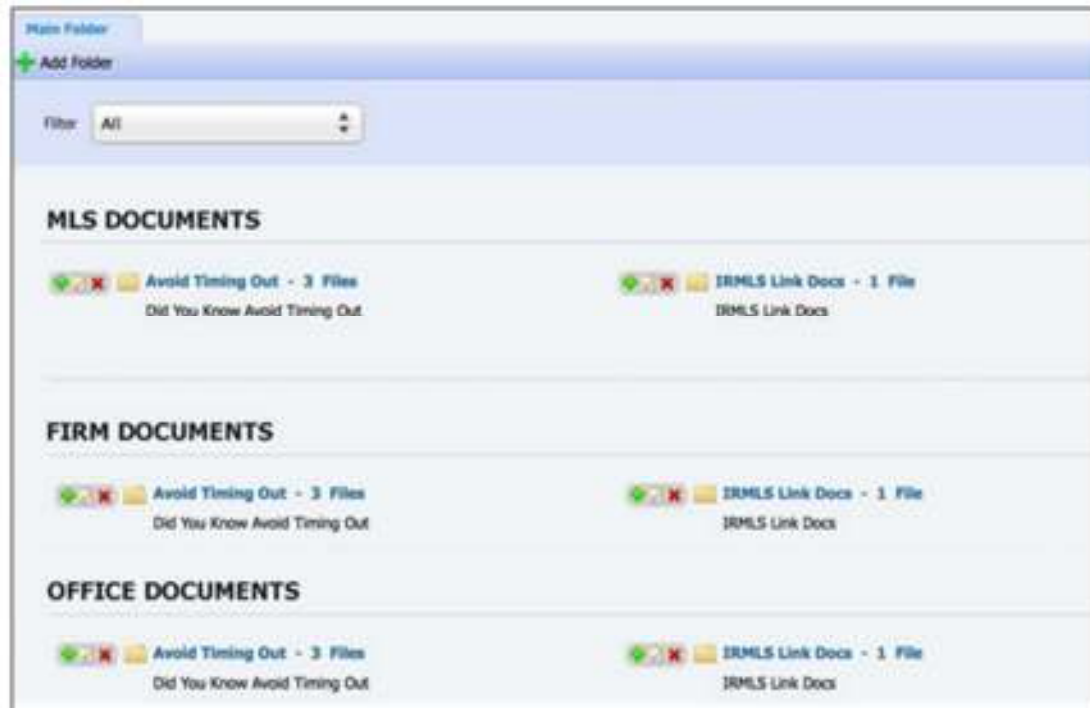 Main Folder
Add Folder
Filter All
MLS DOCUMENTS
Avoid Timing Out - 3 Files IRMLS Link Docs - 1 File
Did You Know Avoid Timing Out IRMLS Link Docs
FIRM DOCUMENTS
Avoid Timing Out - 3 Files IRMLS Link Docs - 1 File
Did You Know Avoid Timing Out IRMLS Link Docs
OFFICE DOCUMENTS
Avoid Timing Out - 3 Files IRMLS Link Docs - 1 File
Did You Know Avoid Timing Out IRMLS Link Docs